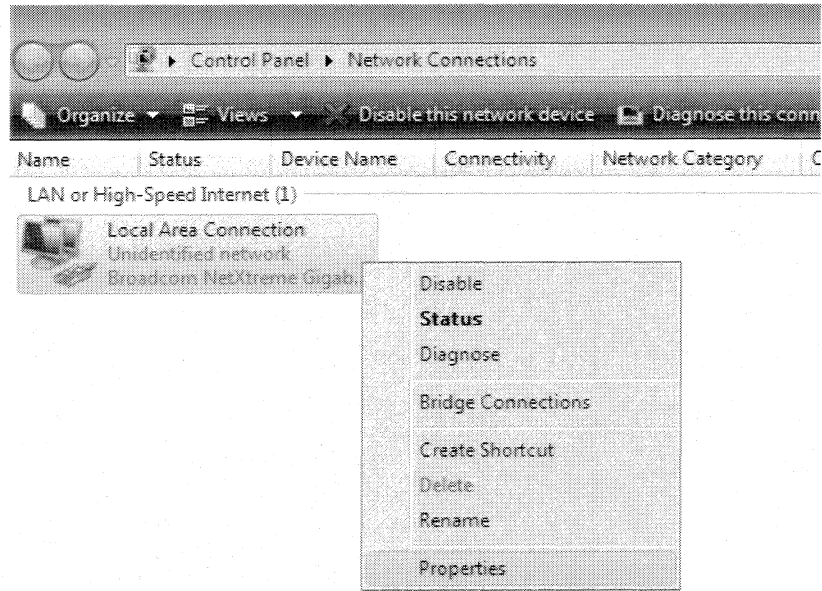 Control Panel Network Connections
Organize Views Disable this network device Diagnose this conn
Name Status Device Name Connectivity Network Category C
LAN or High-Speed Internet (1)
Local Area Connection
Unidentified network
Broadcom NetXtreme Gigab...
Disable
Status
Diagnose
Bridge Connections
Create Shortcut
Delete
Rename
Properties